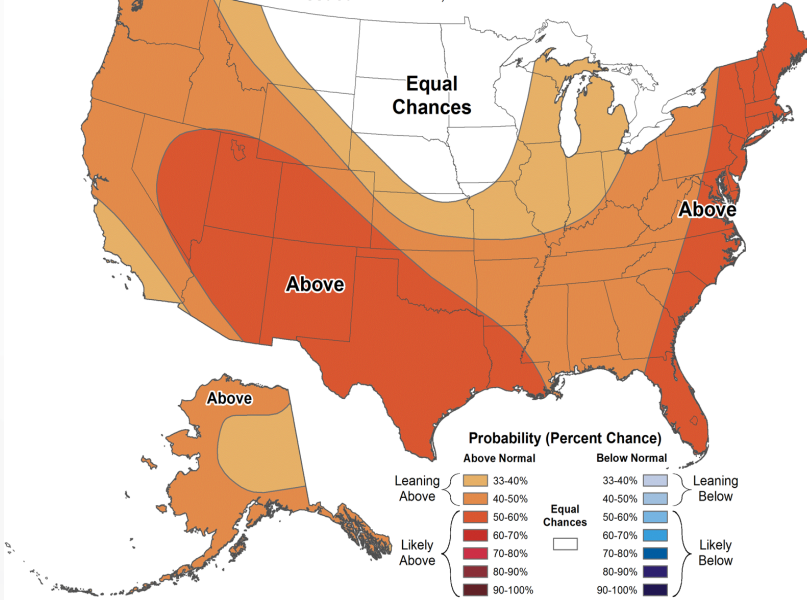 Equal
Chances
Above
Above
Above
Probability (Percent Chance)
Above Normal
Below Normal
Leaning
Above
33-40%
40-50%
Likely
Above
50-60%
60-70%
70-80%
80-90%
90-100%
Equal
Chances
33-40%
40-50%
Leaning
Below
50-60%
60-70%
70-80%
80-90%
90-100%
Likely
Below